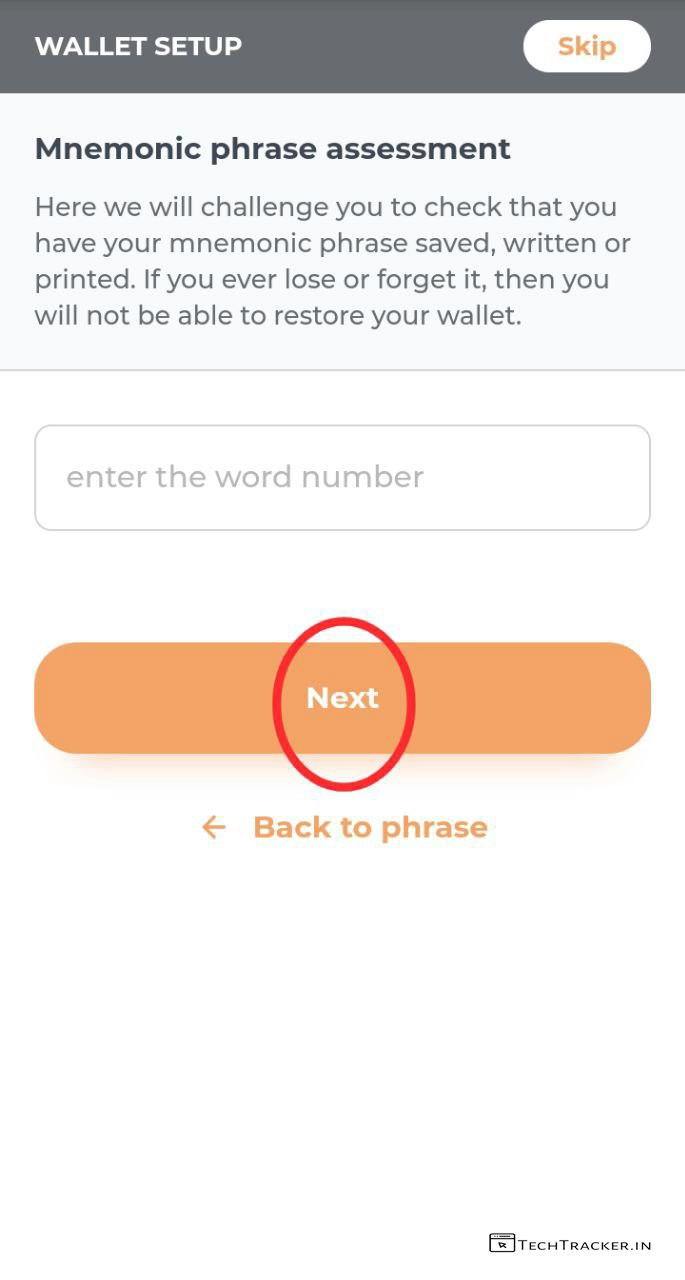 WALLET SETUP
Skip
Mnemonic phrase assessment
Here we will challenge you to check that you
have your mnemonic phrase saved, written or
printed. If you ever lose or forget it, then you
will not be able to restore your wallet.
enter the word number
Next
← Back to phrase
TECHTRACKER.IN